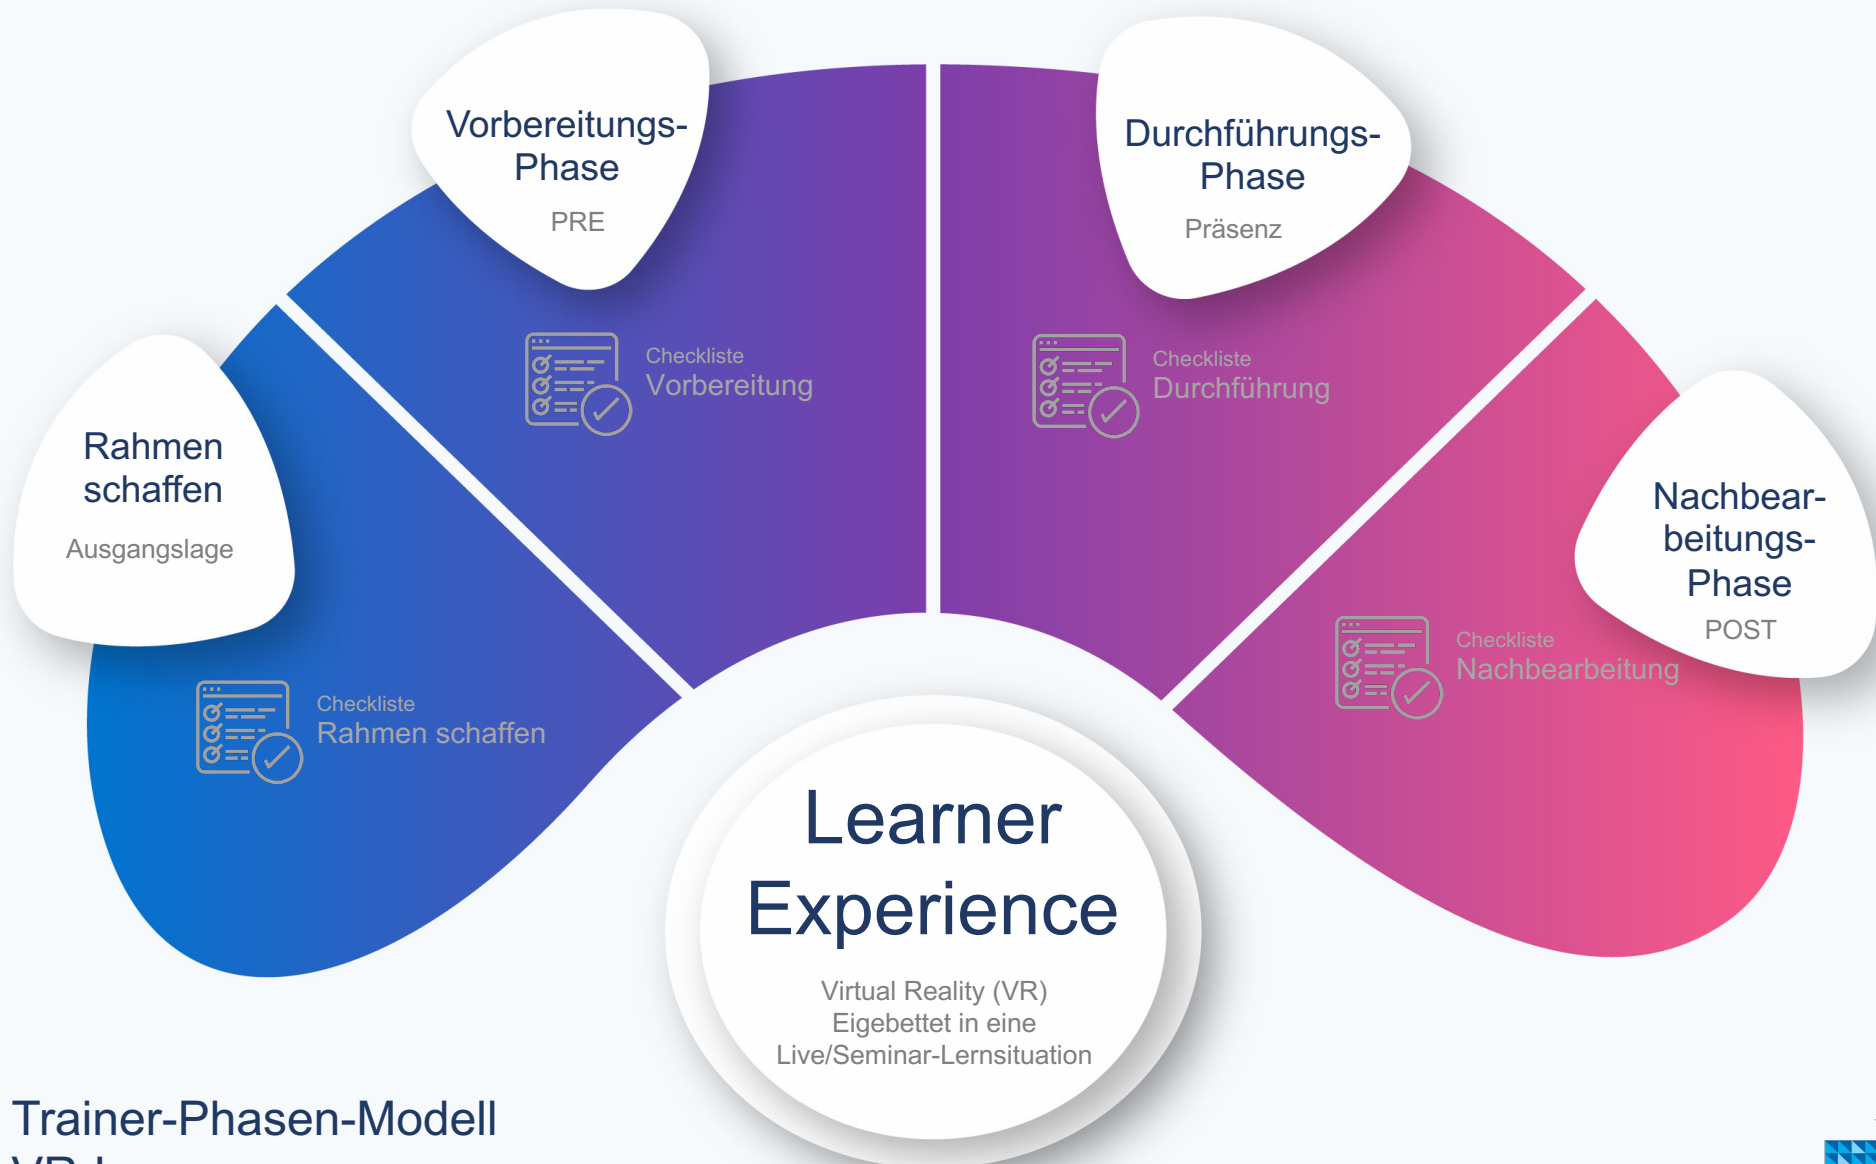 Vorbereitungs-
Phase
PRE
Durchführungs-
Phase
Präsenz
Rahmen
schaffen
Ausgangslage
Nachbear-
beitungs-
Phase
POST
Checkliste
Vorbereitung
Checkliste
Durchführung
Checkliste
Rahmen schaffen
Checkliste
Nachbearbeitung
Learner
Experience
Virtual Reality (VR)
Eigebettet in eine
Live/Seminar-Lernsituation
Trainer-Phasen-Modell